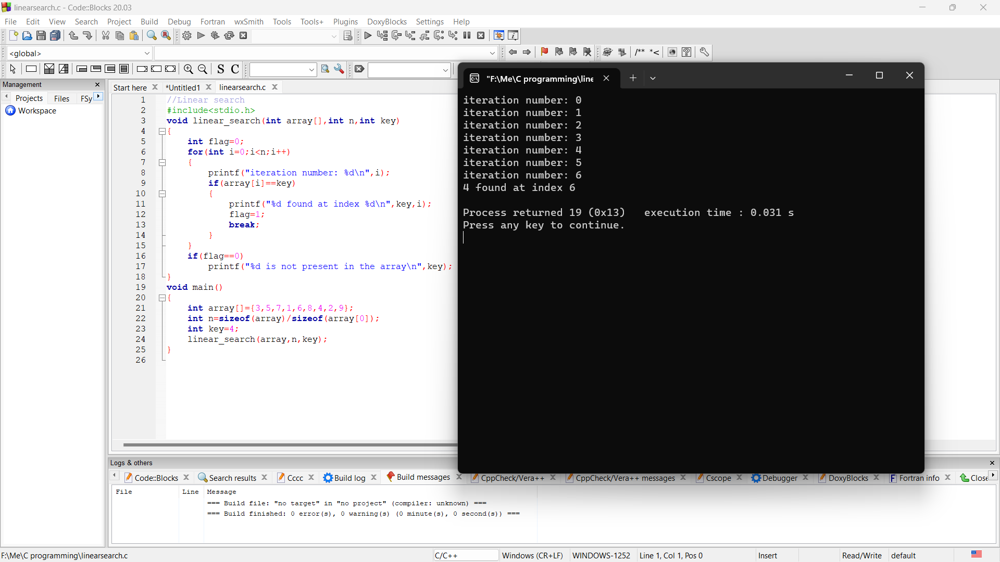 linearsearch.c - Code::Blocks 20.03
File Edit View Search Project Build Debug Fortran wxSmith Tools Tools+ Plugins DoxyBlocks Settings Help
<global>
/** *<
S C
Management
Projects Files FSy
Workspace
Start here *Untitled1 linearsearch.c
1 //Linear search
2 #include<stdio.h>
3 void linear_search(int array[],int n,int key)
4 {
5 int flag=0;
6 for(int i=0;i<n;i++)
7 {
8 printf("iteration number: %d\n",i);
9 if(array[i]==key)
10 {
11 printf("%d found at index %d\n",key,i);
12 flag=1;
13 break;
14 }
15 }
16 if(flag==0)
17 printf("%d is not present in the array\n",key);
18 }
19 void main()
20 {
21 int array[]={3,5,7,1,6,8,4,2,9};
22 int n=sizeof(array)/sizeof(array[0]);
23 int key=4;
24 linear_search(array,n,key);
25 }
26
"F:\Me\C programming\line
iteration number: 0
iteration number: 1
iteration number: 2
iteration number: 3
iteration number: 4
iteration number: 5
iteration number: 6
4 found at index 6
Process returned 19 (0x13) execution time : 0.031 s
Press any key to continue.
Logs & others
Code::Blocks Search results Cccc Build log Build messages CppCheck/Vera++ CppCheck/Vera++ messages Cscope Debugger DoxyBlocks Fortran info Close
File Line Message
=== Build file: "no target" in "no project" (compiler: unknown) ===
=== Build finished: 0 error(s), 0 warning(s) (0 minute(s), 0 second(s)) ===
F:\Me\C programming\linearsearch.c C/C++ Windows (CR+LF) WINDOWS-1252 Line 1, Col 1, Pos 0 Insert Read/Write default